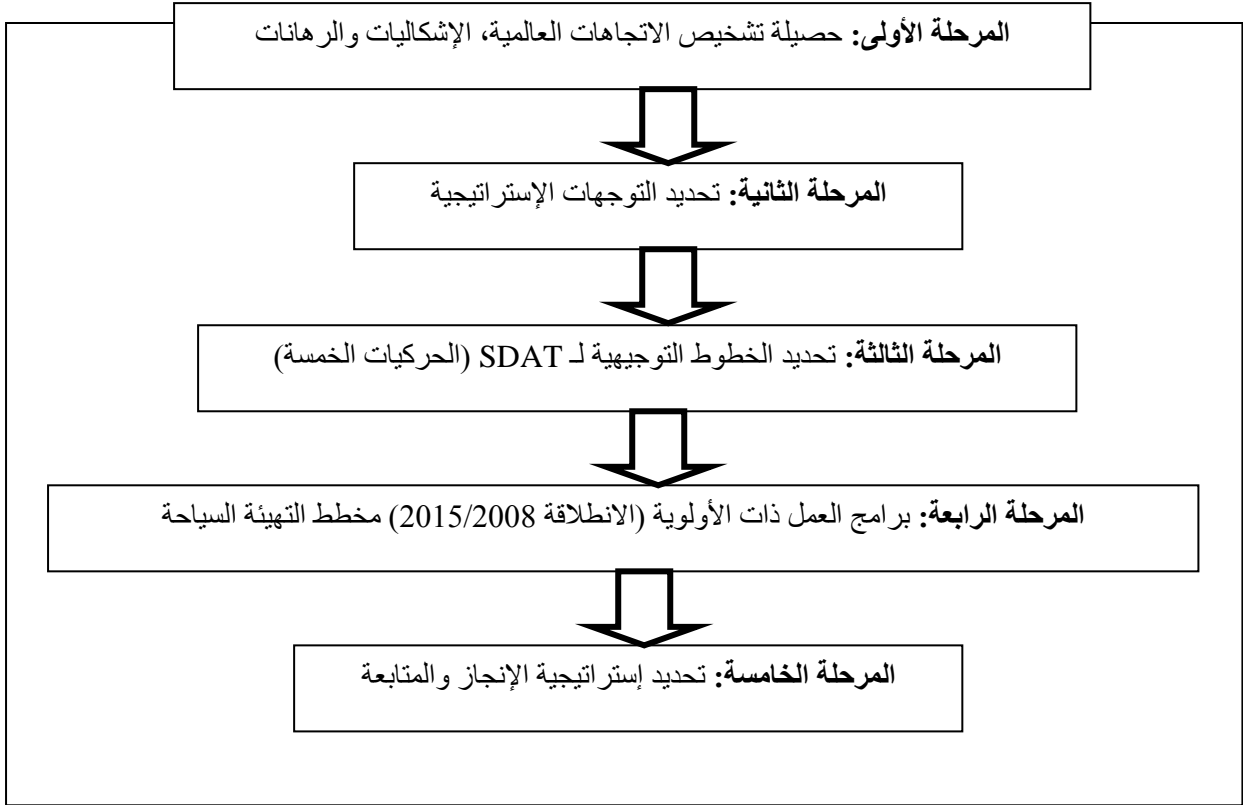 المرحلة الأولى: حصيلة تشخيص الاتجاهات العالمية، الإشكاليات والرهانات
المرحلة الثانية: تحديد التوجهات الإستراتيجية
المرحلة الثالثة: تحديد الخطوط التوجيهية لـ SDAT (الحركيات الخمسة)
المرحلة الرابعة: برامج العمل ذات الأولوية (الانطلاقة 2015/2008) مخطط التهيئة السياحة
المرحلة الخامسة: تحديد إستراتيجية الإنجاز والمتابعة